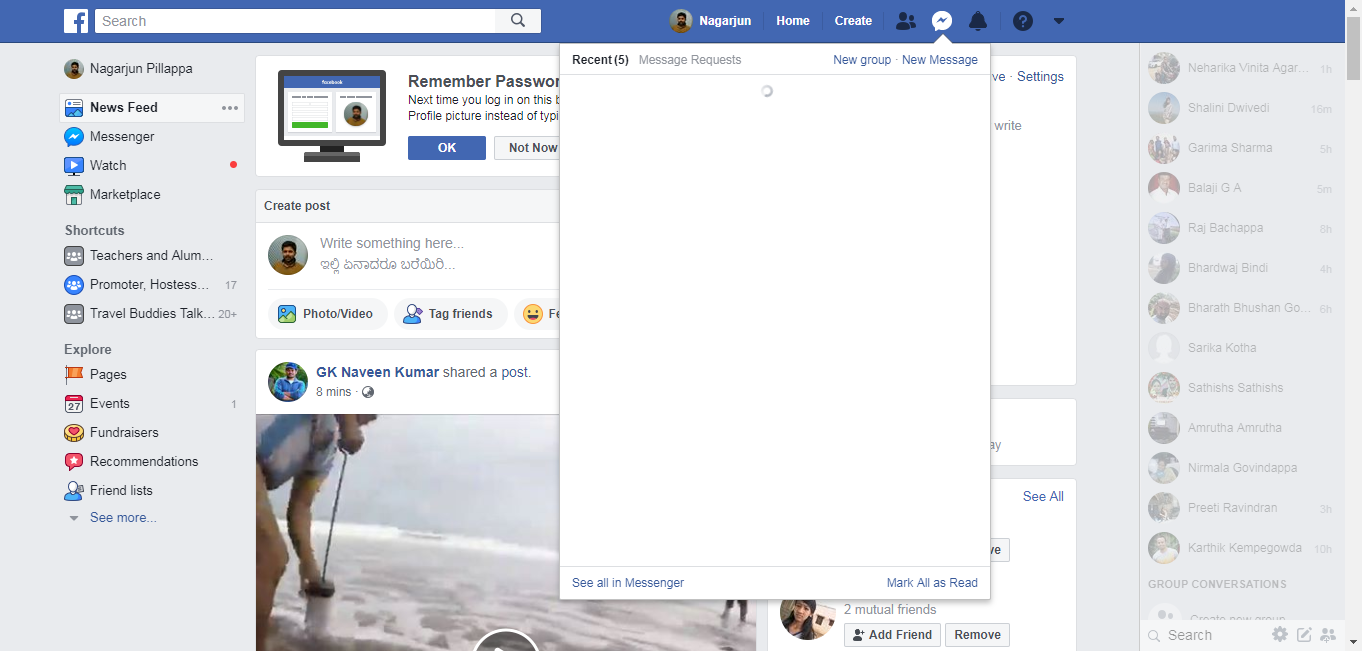 Search
Nagarjun
Home
Create
Nagarjun Pillappa
News Feed
Messenger
Watch
Marketplace
Shortcuts
Teachers and Alum...
Promoter, Hostess... 17
Travel Buddies Talk... 20+
Explore
Pages
Events 1
Fundraisers
Recommendations
Friend lists
See more...
facebook
Next time you log in on this
Profile picture instead of
OK
Not Now
Create post
Write something here...
ಇಲ್ಲಿ ಏನಾದರೂ ಬರೆಯಿರಿ...
Photo/Video
Tag friends
GK Naveen Kumar shared a post.
8 mins ·
Recent (5)
Message Requests
New group · New Message
See all in Messenger
Mark All as Read
· Settings
write
See All
2 mutual friends
Add Friend
Remove
Neharika Vinita Agar... 1h
Shalini Dwivedi 16m
Garima Sharma 5h
Balaji G A 5m
Raj Bachappa 8h
Bhardwaj Bindi 4h
Bharath Bhushan Go... 6h
Sarika Kotha
Sathishs Sathishs
Amrutha Amrutha
Nirmala Govindappa
Preeti Ravindran 3h
Karthik Kempegowda 10h
GROUP CONVERSATIONS
Create new group
Search